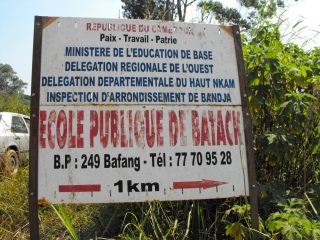 REPUBLIQUE DU CAMEROUN
Paix - Travail - Patrie
MINISTERE DE L'EDUCATION DE BASE
DELEGATION REGIONALE DE L'OUEST
DELEGATION DEPARTEMENTALE DU HAUT NKAM
INSPECTION D'ARRONDISSEMENT DE BANDJA
ECOLE PUBLIQUE DE BATACK
B.P : 249 Bafang - Tél : 77 70 95 28
1km